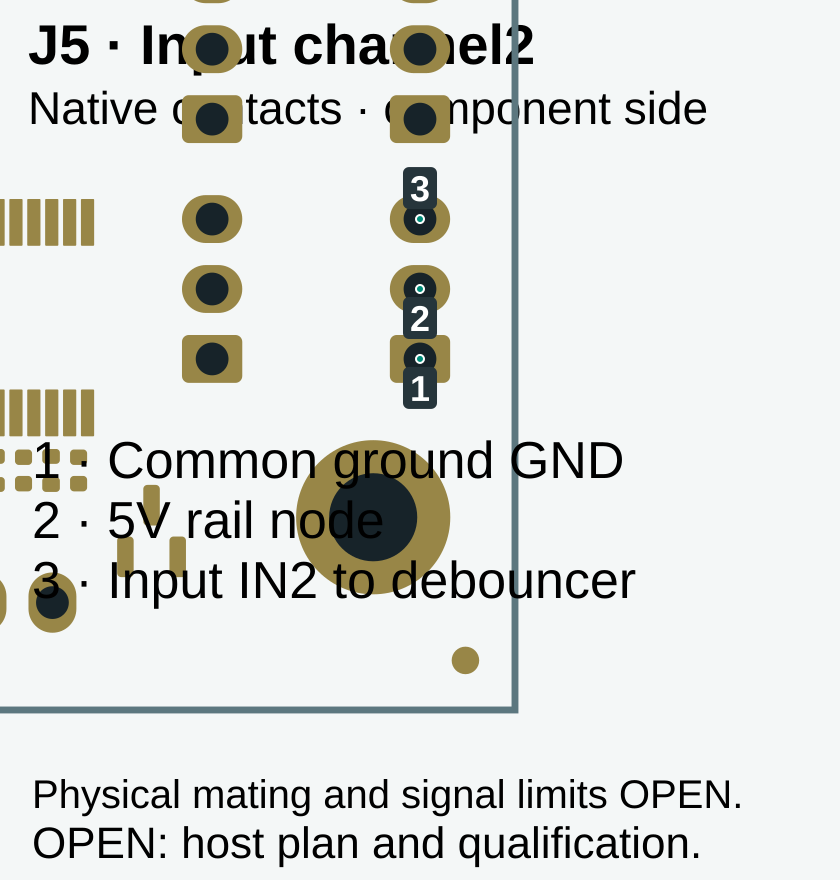 J5 · Input channel2
Native contacts · component side
3
2
1
1 · Common ground GND
2 · 5V rail node
3 · Input IN2 to debouncer
Physical mating and signal limits OPEN.
OPEN: host plan and qualification.